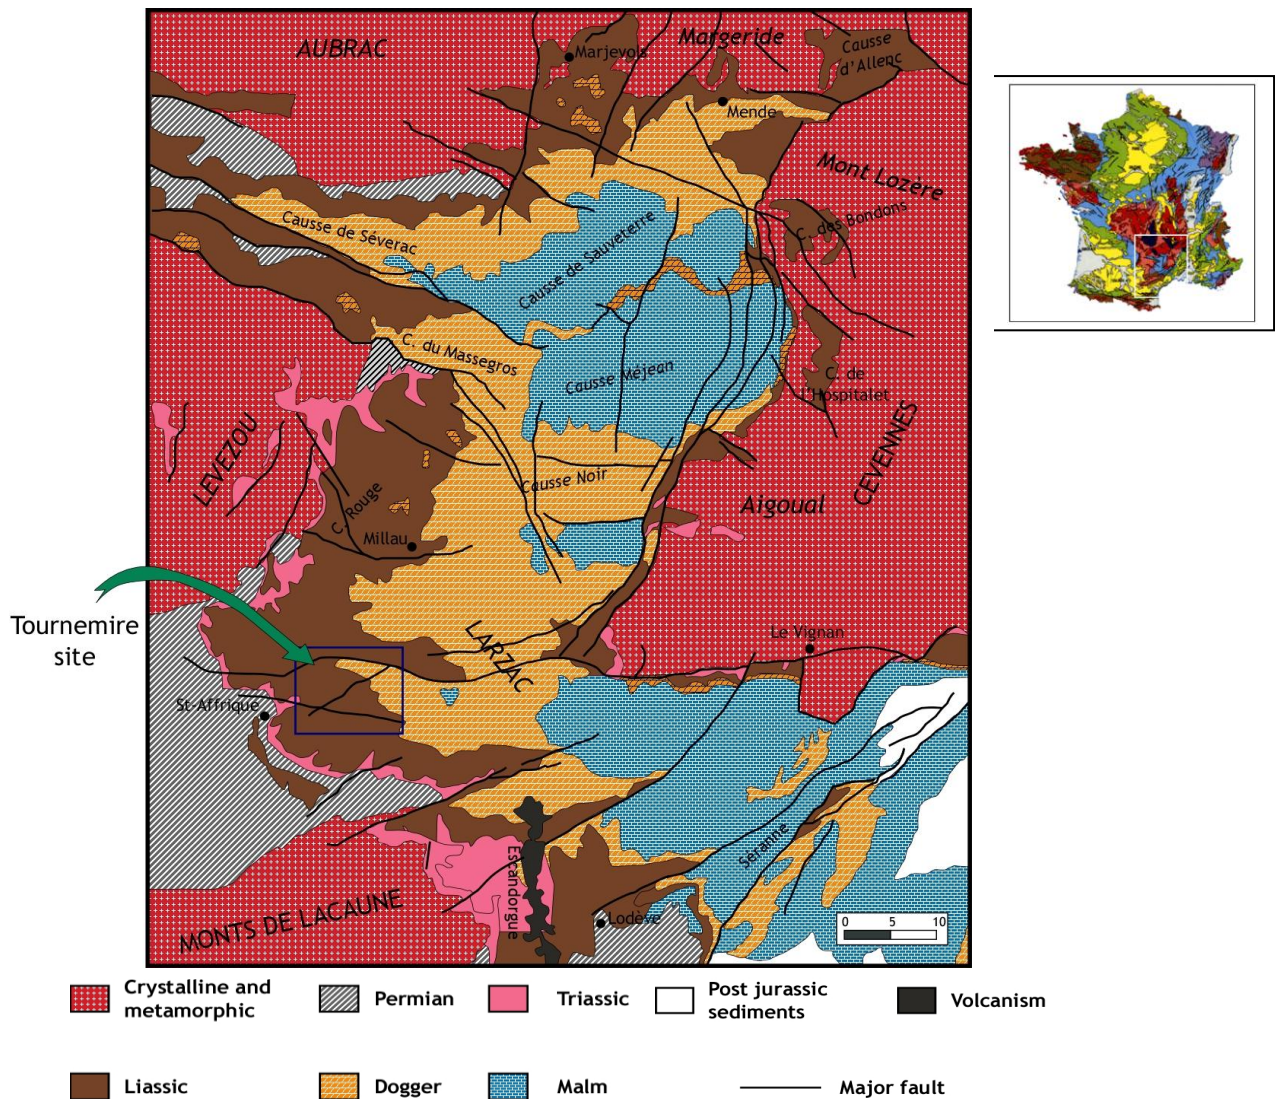 AUBRAC
Marjevols
Margeride
Causse
d'Allenc
Mende
Mont Lozère
C. des Bondons
Causse de Séverac
Causse de Sauveterre
C. du Massegros
Causse Méjean
C. de
l'Hospitalet
LEVEZOU
CEVENNES
C. Rouge
Causse Noir
Aigoual
Millau
Tournemire
site
LARZAC
Le Vignan
St-Affrique
Séranne
Escandorgue
MONTS DE LACAUNE
Lodève
0 5 10
Crystalline and
metamorphic
Permian
Triassic
Post jurassic
sediments
Volcanism
Liassic
Dogger
Malm
Major fault